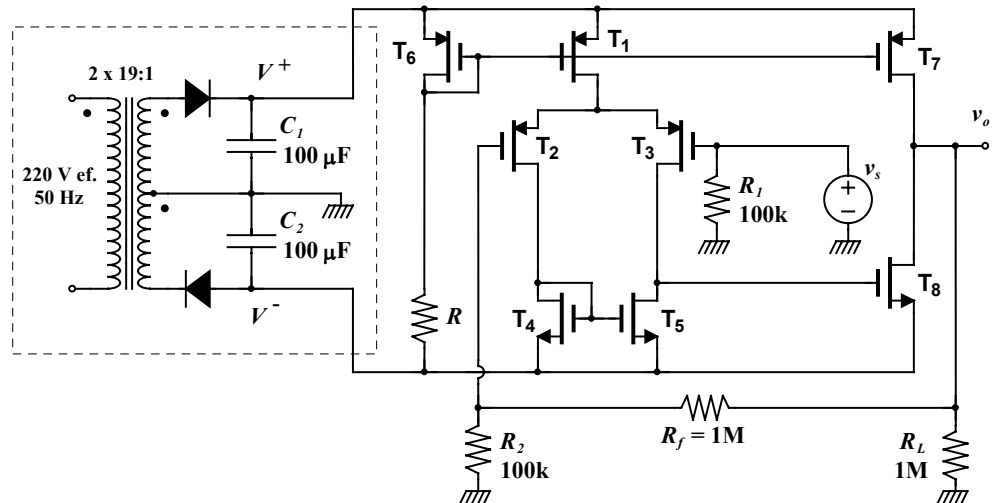 2 x 19:1
220 V ef.
50 Hz
V+
C1
100 µF
C2
100 µF
V-
T6
T1
T7
T2
T3
vo
vs
R1
100k
R
T4
T5
T8
Rf = 1M
R2
100k
RL
1M